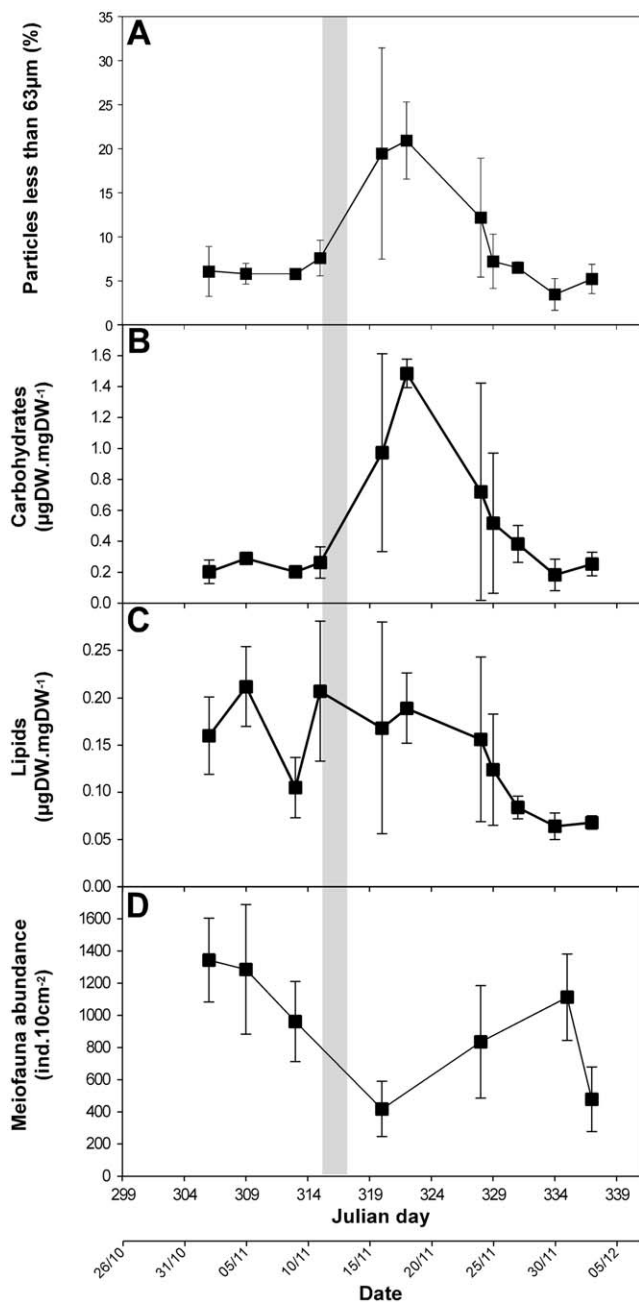 A
Particles less than 63µm (%)
35
30
25
20
15
10
5
0
B
Carbohydrates
(µgDW.mgDW-1)
1.6
1.4
1.2
1.0
0.8
0.6
0.4
0.2
0.0
C
Lipids
(µgDW.mgDW-1)
0.25
0.20
0.15
0.10
0.05
0.00
D
Meiofauna abundance
(ind.10cm-2)
1600
1400
1200
1000
800
600
400
200
0
299 304 309 314 319 324 329 334 339
Julian day
26/10 31/10 05/11 10/11 15/11 20/11 25/11 30/11 05/12
Date